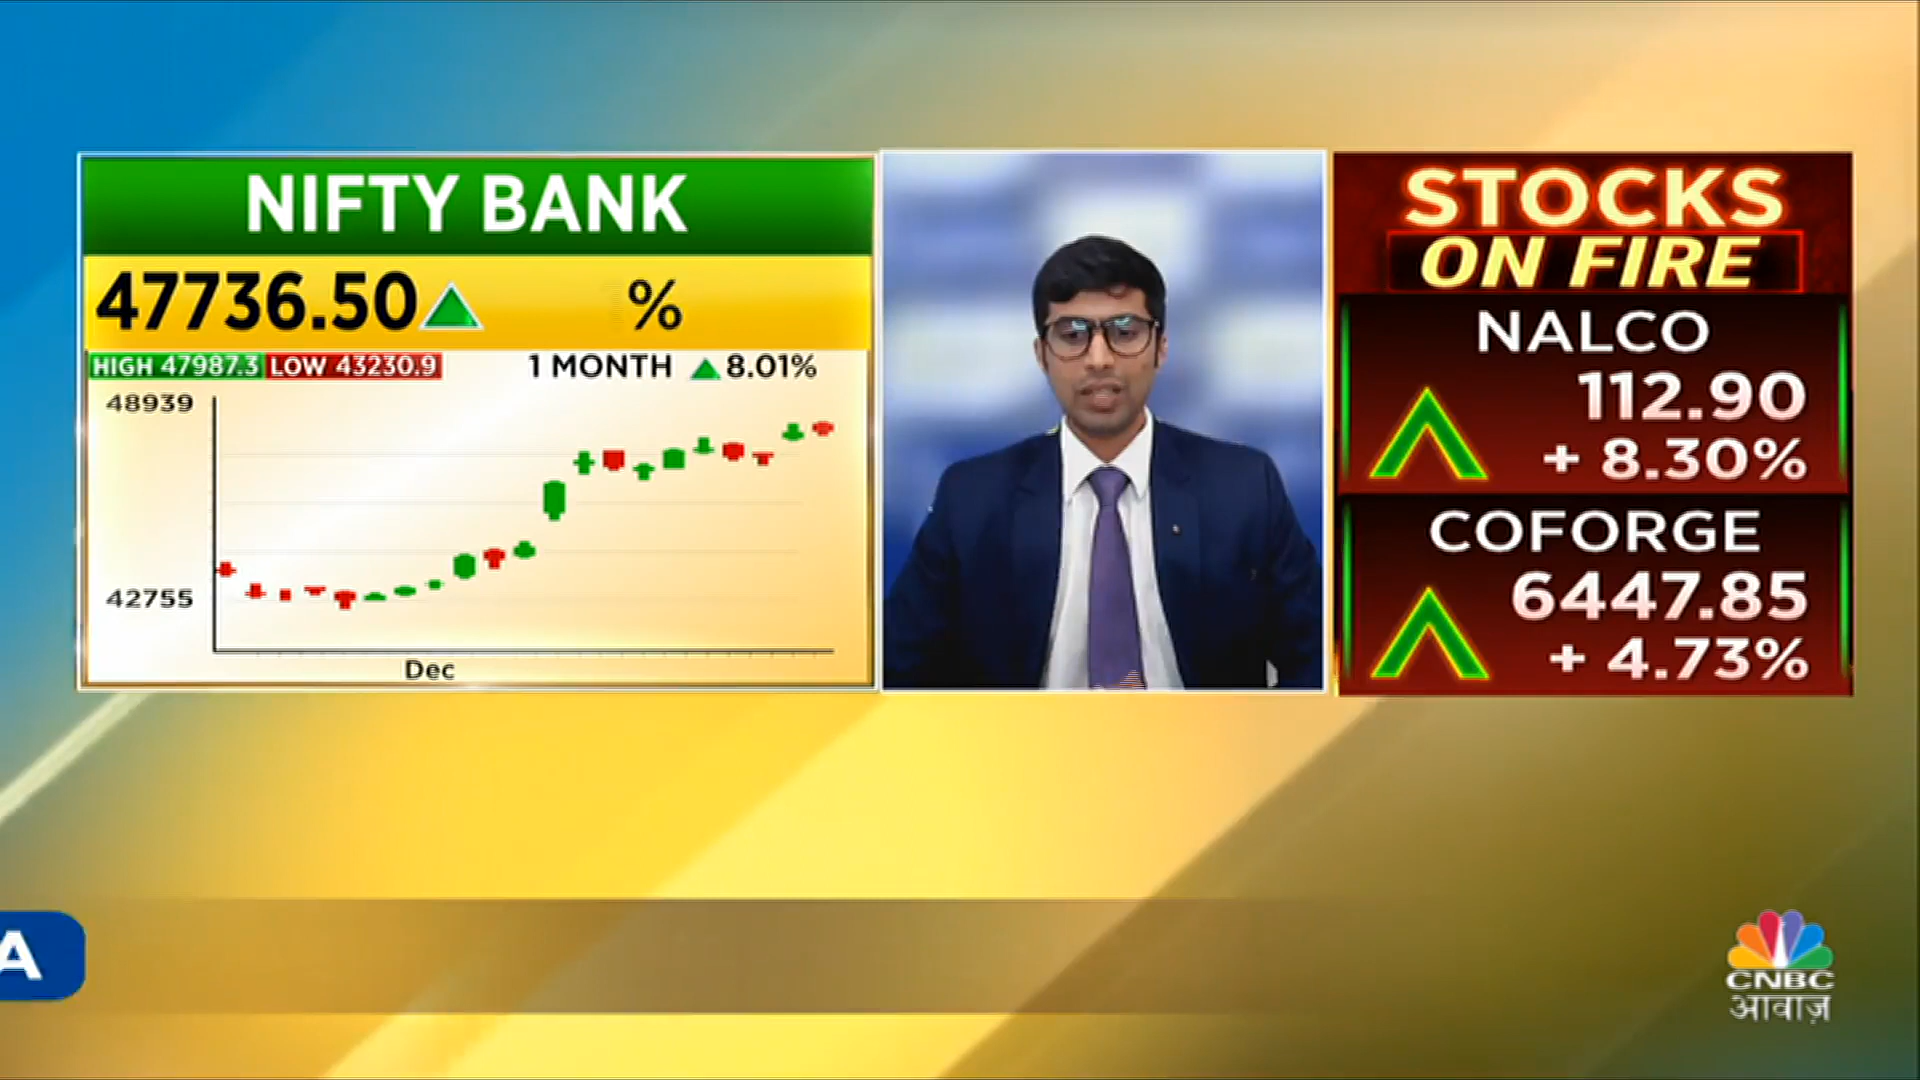 NIFTY BANK
47736.50 %
HIGH 47987.3 LOW 43230.9 1 MONTH 8.01%
48939
42755
Dec
STOCKS
ON FIRE
NALCO
112.90
+ 8.30%
COFORGE
6447.85
+ 4.73%
A
CNBC
आवाज़